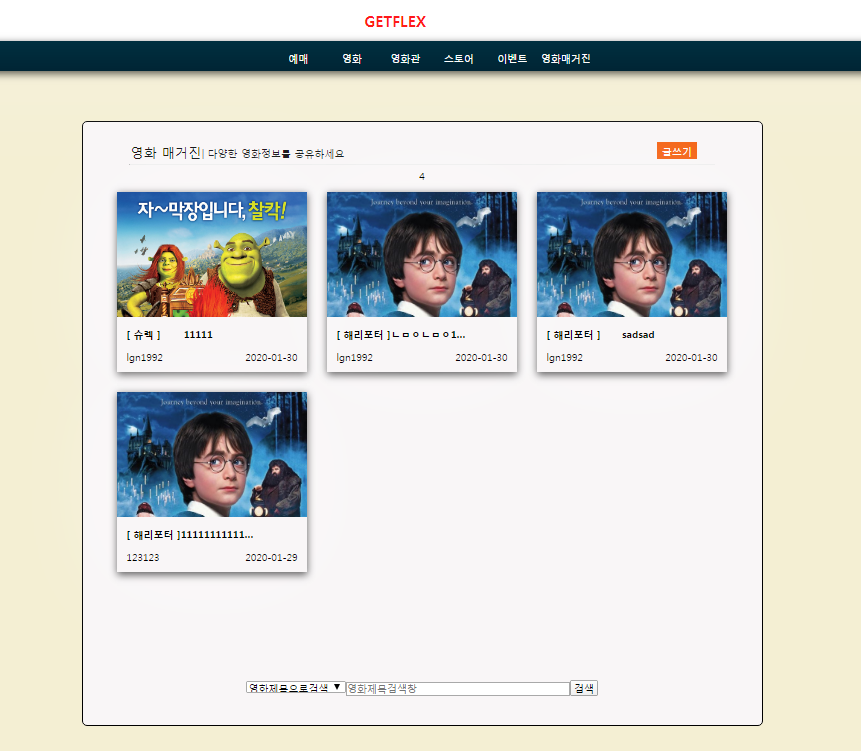 GETFLEX
예매 영화 영화관 스토어 이벤트 영화매거진
영화 매거진| 다양한 영화정보를 공유하세요 글쓰기
4
자~막장입니다, 찰칵!
Journey beyond your imagination.
Journey beyond your imagination.
[ 슈렉 ] 11111
[ 해리포터 ]ㄴㅁㅇㄴㅁㅇ1...
[ 해리포터 ] sadsad
lgn1992 2020-01-30
lgn1992 2020-01-30
lgn1992 2020-01-30
Journey beyond your imagination.
[ 해리포터 ]11111111111...
123123 2020-01-29
영화제목으로검색 ▼ 영화제목검색창 검색